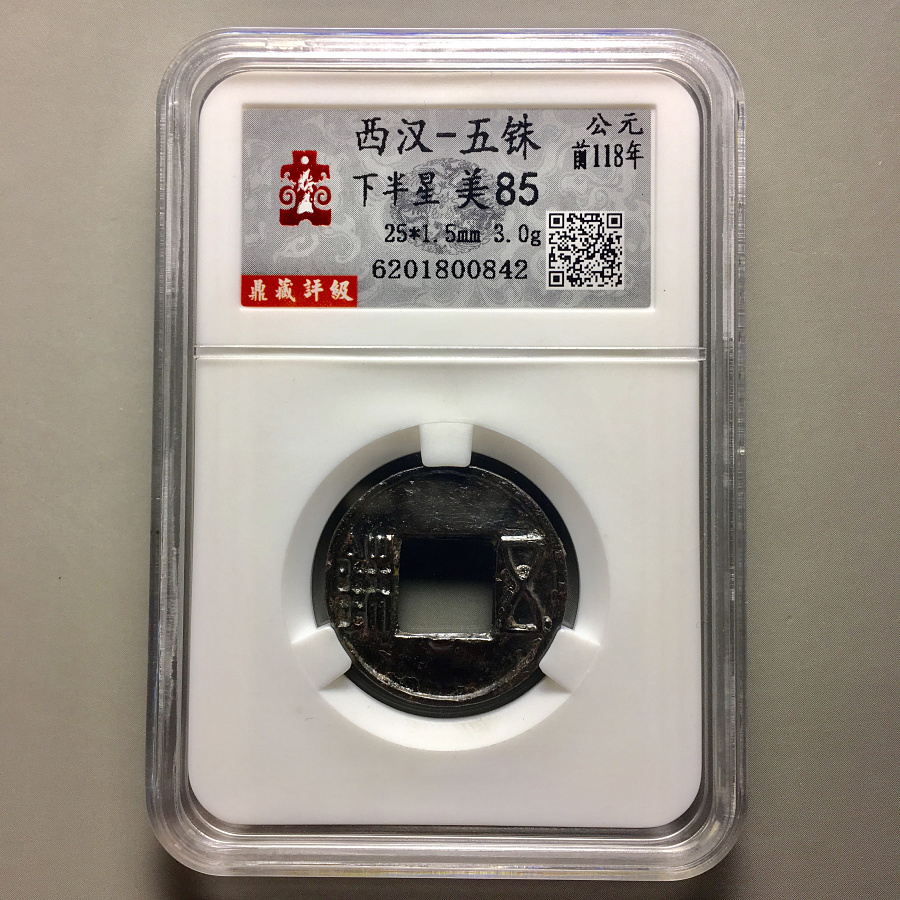 西汉-五铢
公元
前118年
下半星 美85
25*1.5mm 3.0g
6201800842
鼎藏評級
五